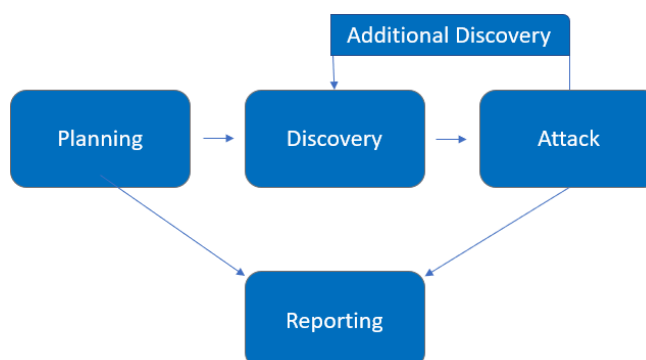 Additional Discovery
Planning
Discovery
Attack
Reporting